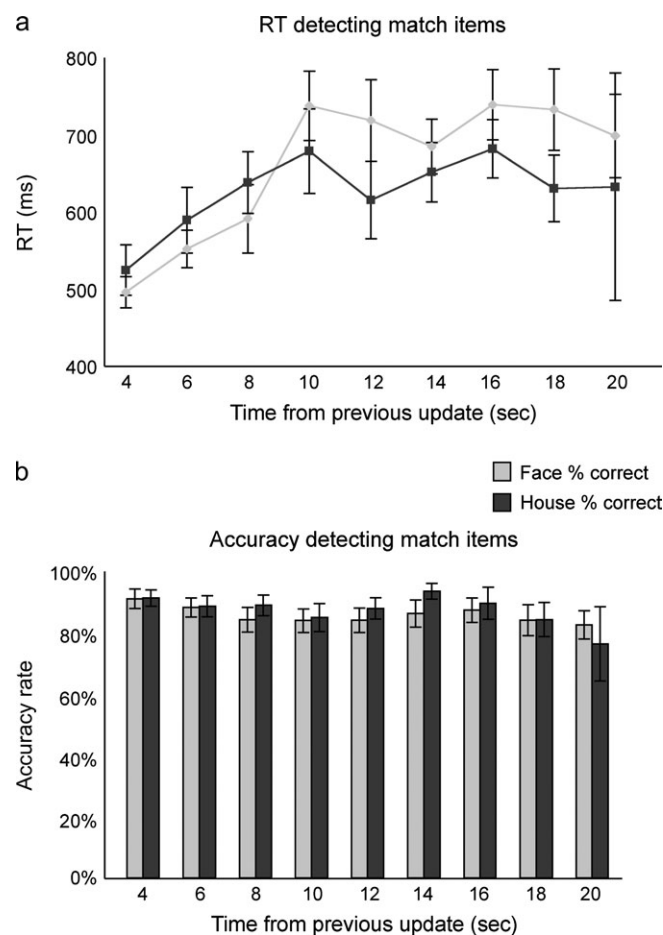 a
RT detecting match items
800
700
600
500
400
RT (ms)
4 6 8 10 12 14 16 18 20
Time from previous update (sec)
b
Face % correct
House % correct
Accuracy detecting match items
100%
80%
60%
40%
20%
0%
Accuracy rate
4 6 8 10 12 14 16 18 20
Time from previous update (sec)